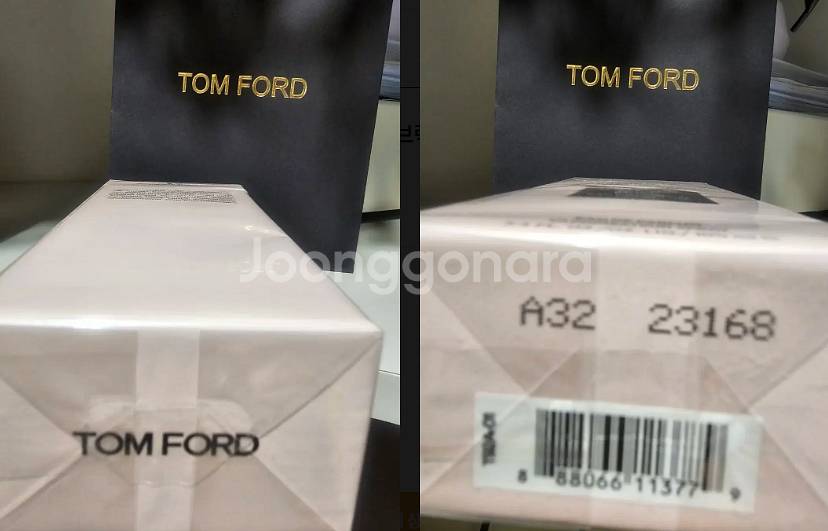 TOM FORD
TOM FORD
Joonggonara
A32 23168
TOM FORD
8 88066 11377 9